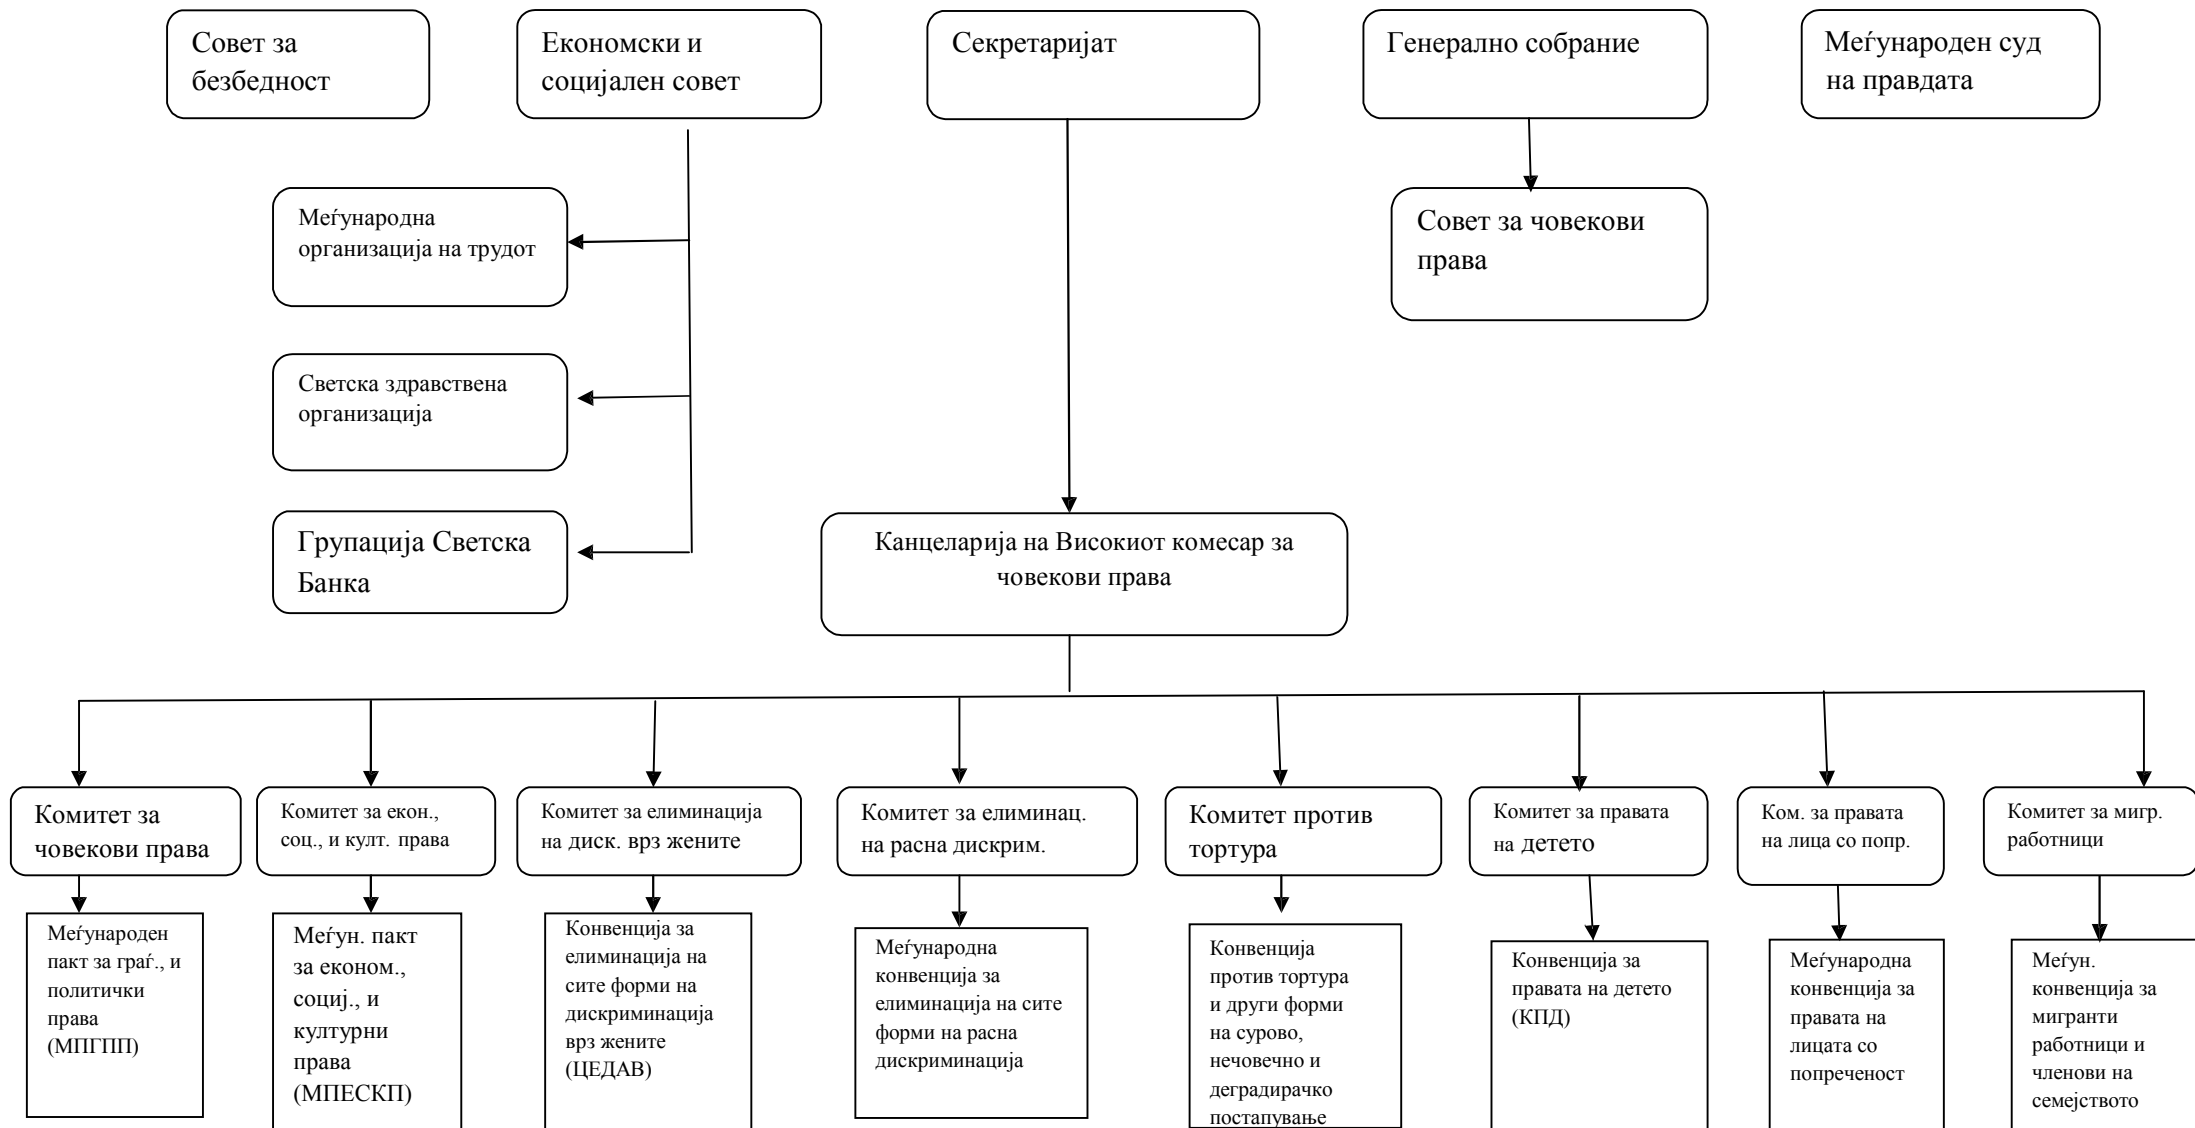 Совет за
безбедност
Економски и
социјален совет
Секретаријат
Генерално собрание
Меѓународен суд
на правдата
Меѓународна
организација на трудот
Совет за човекови
права
Светска здравствена
организација
Групација Светска
Банка
Канцеларија на Високиот комесар за
човекови права
Комитет за
човекови права
Комитет за екон.,
соц., и култ. права
Комитет за елиминација
на диск. врз жените
Комитет за елиминац.
на расна дискрим.
Комитет против
тортура
Комитет за правата
на детето
Ком. за правата
на лица со попр.
Комитет за мигр.
работници
Меѓународен
пакт за граѓ., и
политички
права
(МПГПП)
Меѓун. пакт
за економ.,
социј., и
културни
права
(МПЕСКП)
Конвенција за
елиминација на
сите форми на
дискриминација
врз жените
(ЦЕДАВ)
Меѓународна
конвенција за
елиминација на сите
форми на расна
дискриминација
Конвенција
против тортура
и други форми
на сурово,
нечовечно и
деградирачко
постапување
Конвенција за
правата на детето
(КПД)
Меѓународна
конвенција за
правата на
лицата со
попреченост
Меѓун.
конвенција за
мигранти
работници и
членови на
семејството